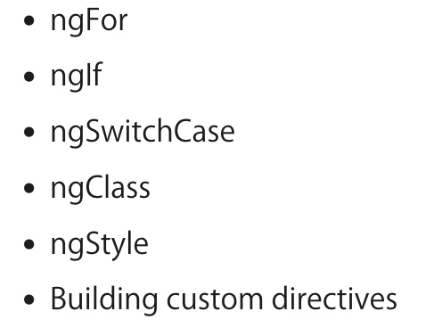 • ngFor
• ngIf
• ngSwitchCase
• ngClass
• ngStyle
• Building custom directives